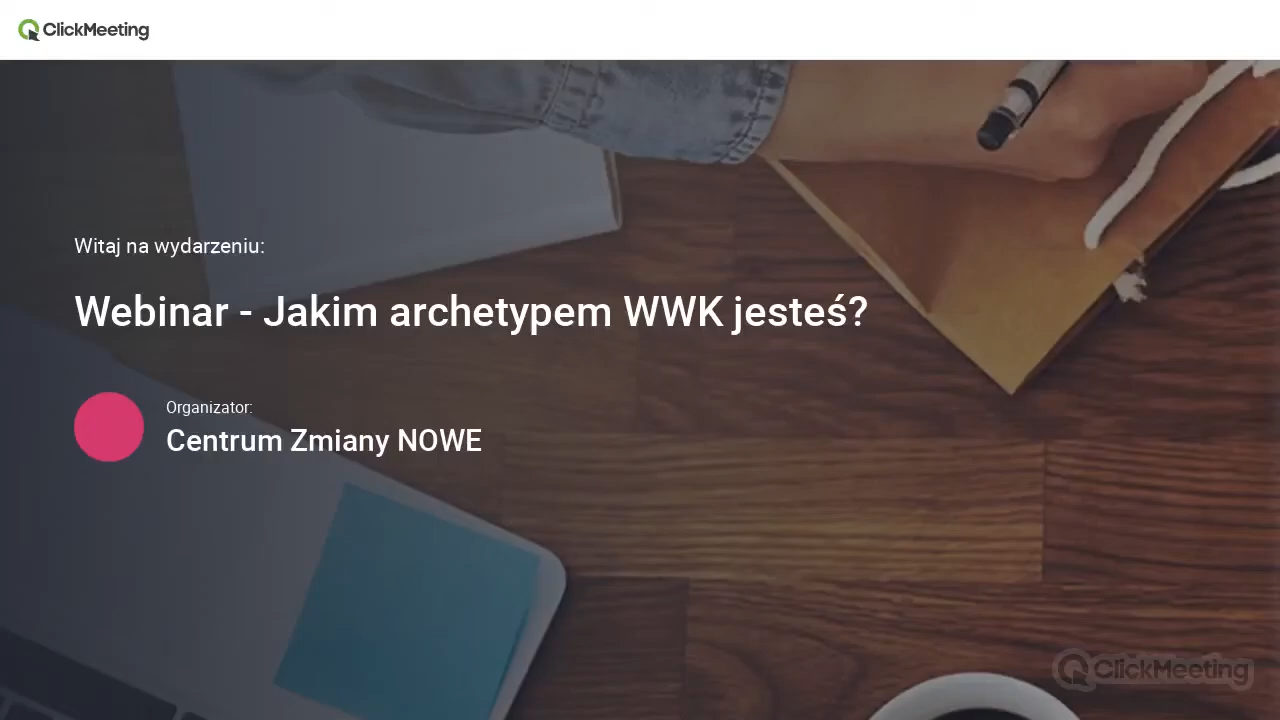 ClickMeeting
Witaj na wydarzeniu:
Webinar - Jakim archetypem WWK jesteś?
Organizator:
Centrum Zmiany NOWE
ClickMeeting